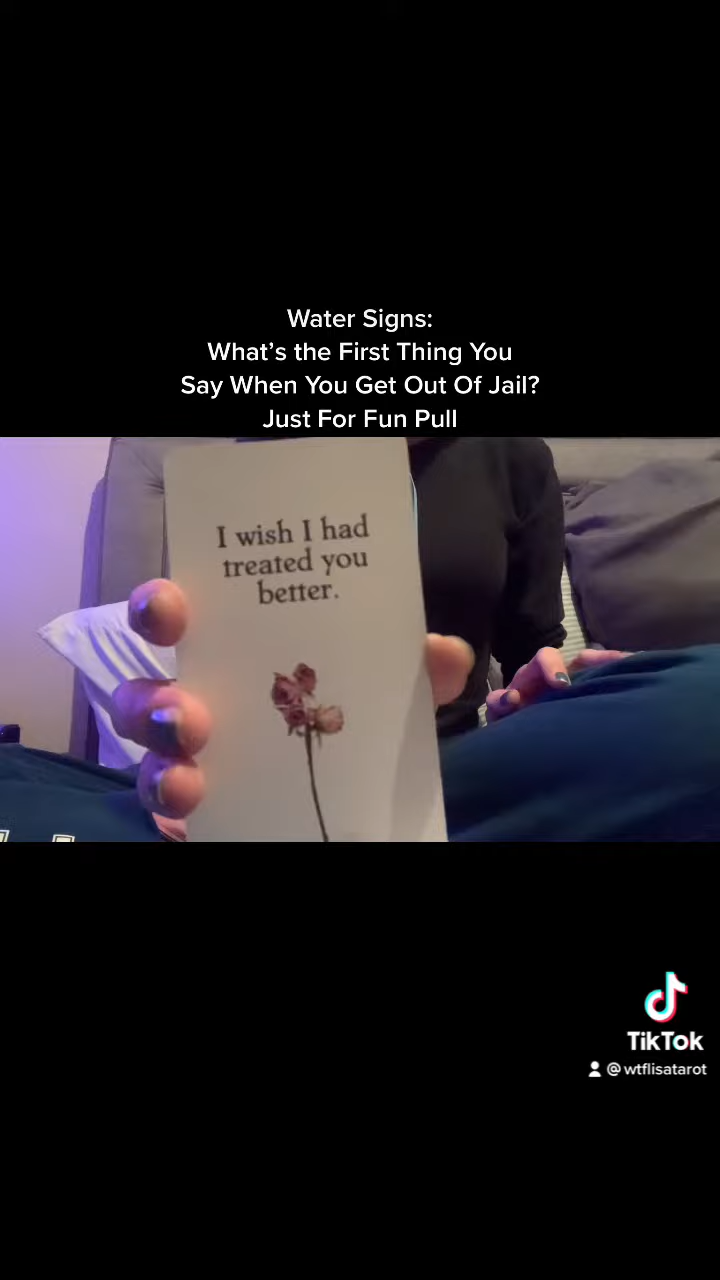 Water Signs:
What’s the First Thing You
Say When You Get Out Of Jail?
Just For Fun Pull
I wish I had
treated you
better.
TikTok
@wtflisatarot